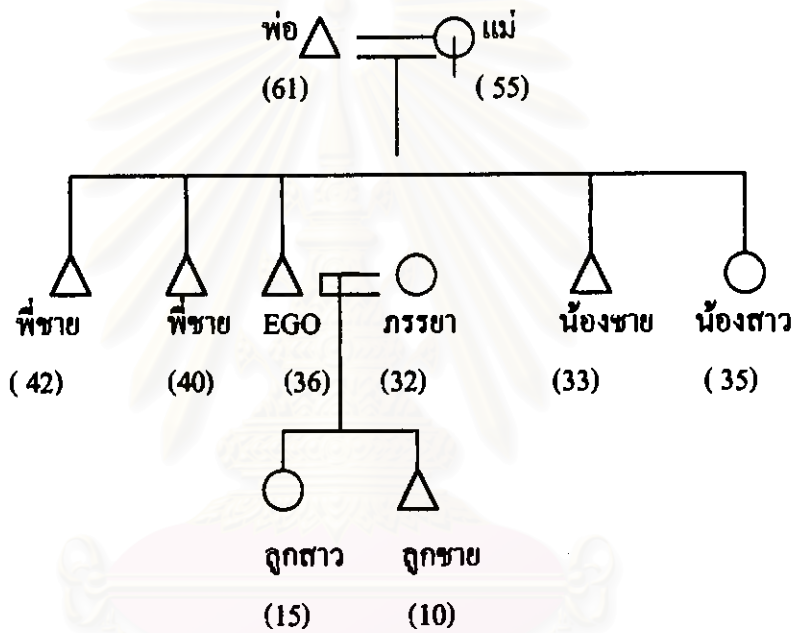 พ่อ แม่
(61) ( 55)
พี่ชาย พี่ชาย EGO ภรรยา น้องชาย น้องสาว
( 42) (40) (36) (32) (33) ( 35)
ลูกสาว ลูกชาย
(15) (10)